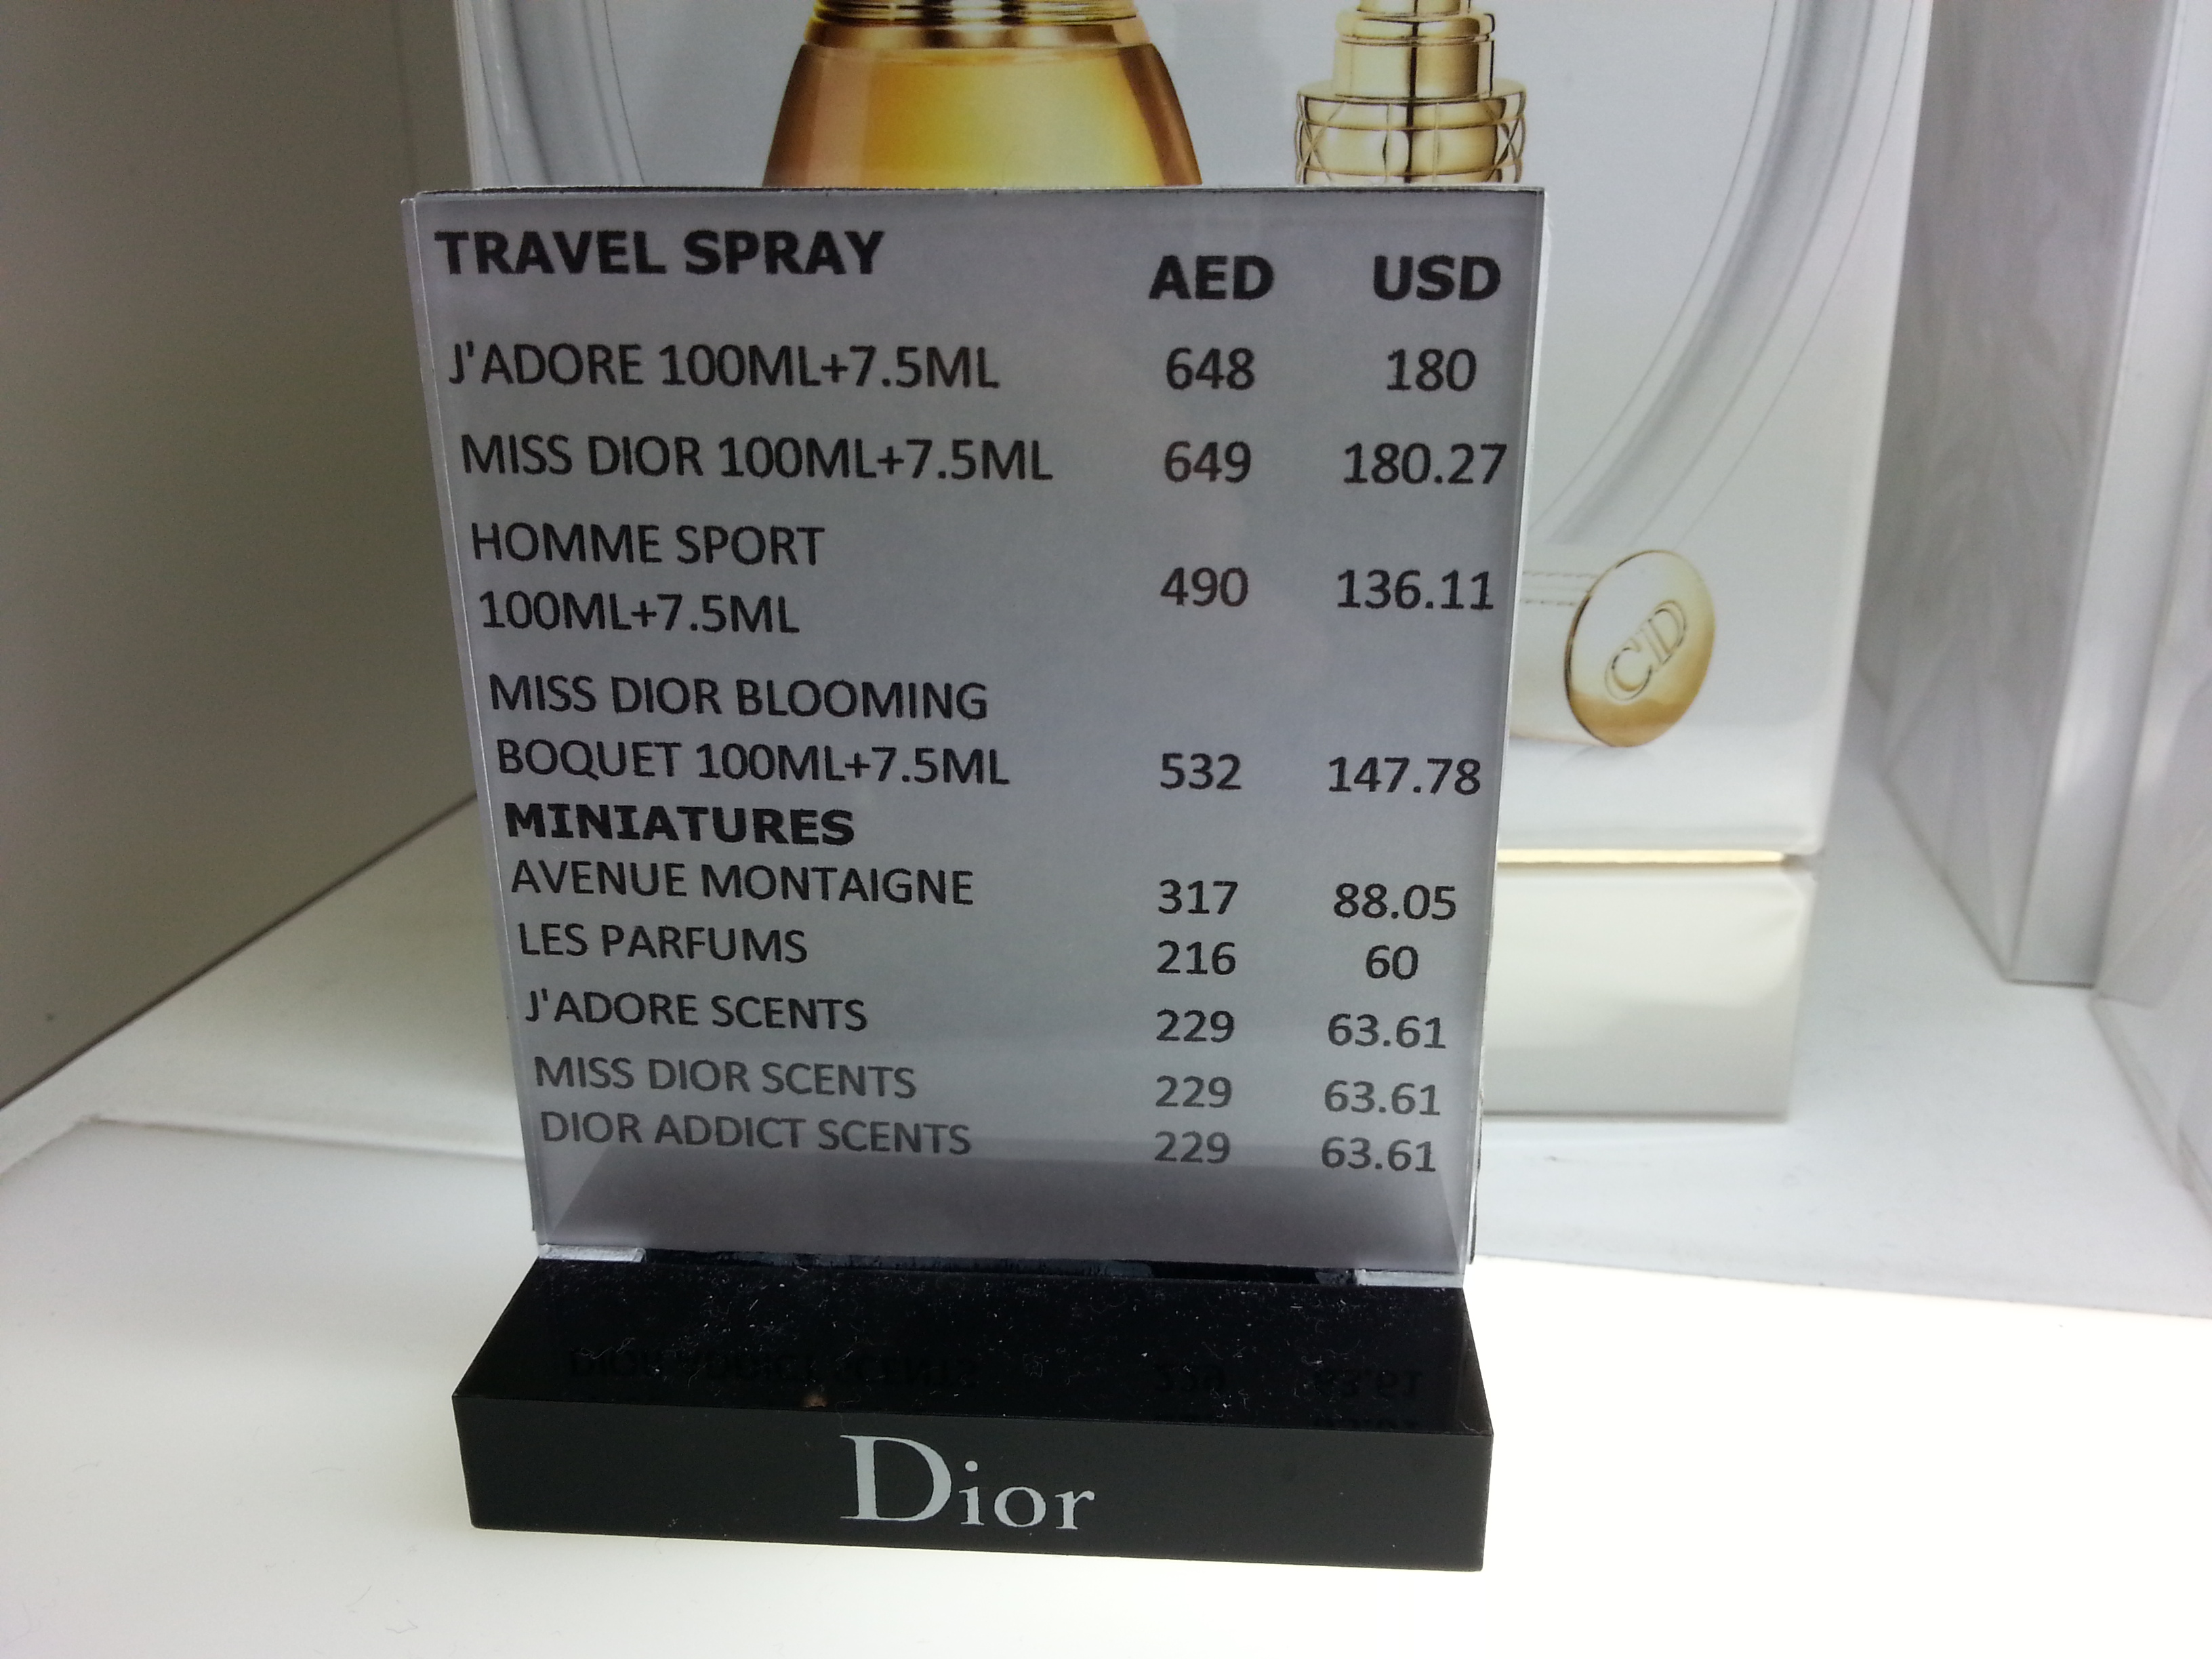 TRAVEL SPRAY AED USD
J'ADORE 100ML+7.5ML 648 180
MISS DIOR 100ML+7.5ML 649 180.27
HOMME SPORT
100ML+7.5ML 490 136.11
MISS DIOR BLOOMING
BOQUET 100ML+7.5ML 532 147.78
MINIATURES
AVENUE MONTAIGNE 317 88.05
LES PARFUMS 216 60
J'ADORE SCENTS 229 63.61
MISS DIOR SCENTS 229 63.61
DIOR ADDICT SCENTS 229 63.61
Dior
CD